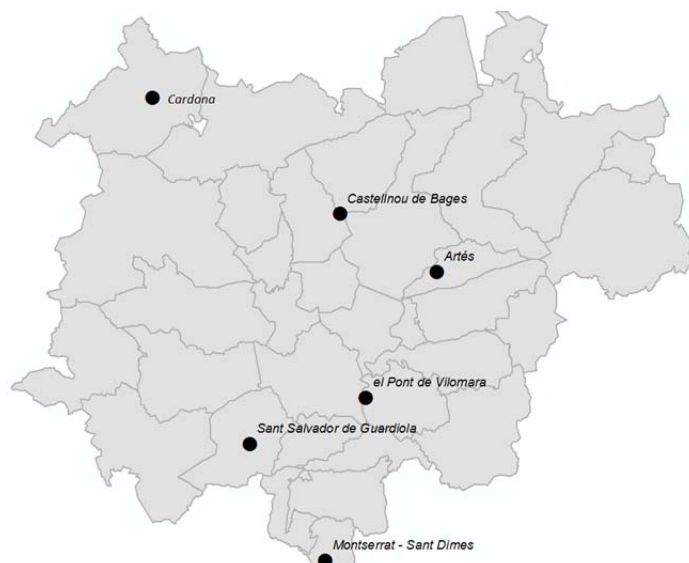 Cardona
Castellnou de Bages
Artés
el Pont de Vilomara
Sant Salvador de Guardiola
Montserrat - Sant Dimes